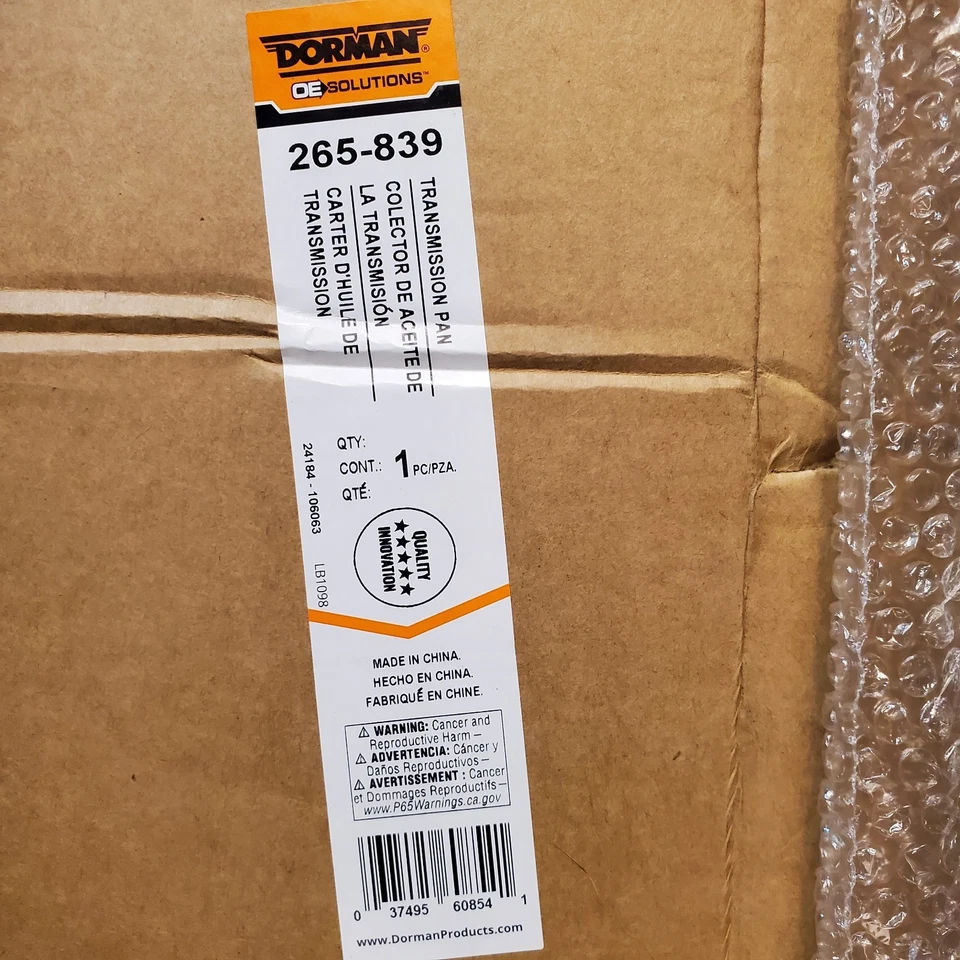 DORMAN®
OE SOLUTIONS™
265-839
TRANSMISSION PAN
COLECTOR DE ACEITE DE
LA TRANSMISIÓN
CARTER D'HUILE DE
TRANSMISSION
QTY:
CONT.: 1 PC/PZA.
QTÉ:
24184 - 106063 LB1098
QUALITY
★★★★★
INNOVATION
MADE IN CHINA.
HECHO EN CHINA.
FABRIQUÉ EN CHINE.
⚠ WARNING: Cancer and
Reproductive Harm –
⚠ ADVERTENCIA: Cáncer y
Daños Reproductivos –
⚠ AVERTISSEMENT : Cancer
et Dommages Reproductifs–
www.P65Warnings.ca.gov
0 37495 60854 1
www.DormanProducts.com